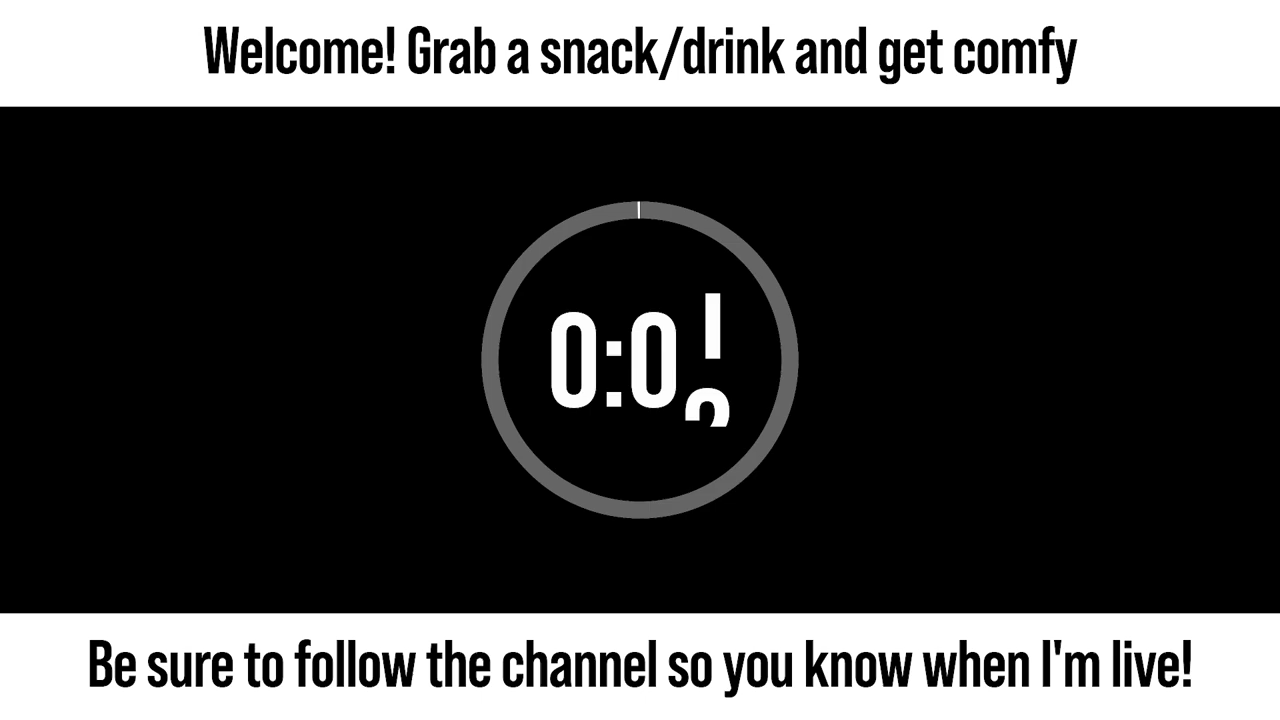 Welcome! Grab a snack/drink and get comfy
0:0
Be sure to follow the channel so you know when I'm live!